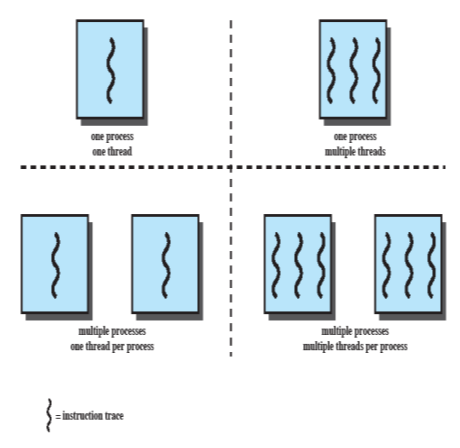 one process
one thread
one process
multiple threads
multiple processes
one thread per process
multiple processes
multiple threads per process
= instruction trace